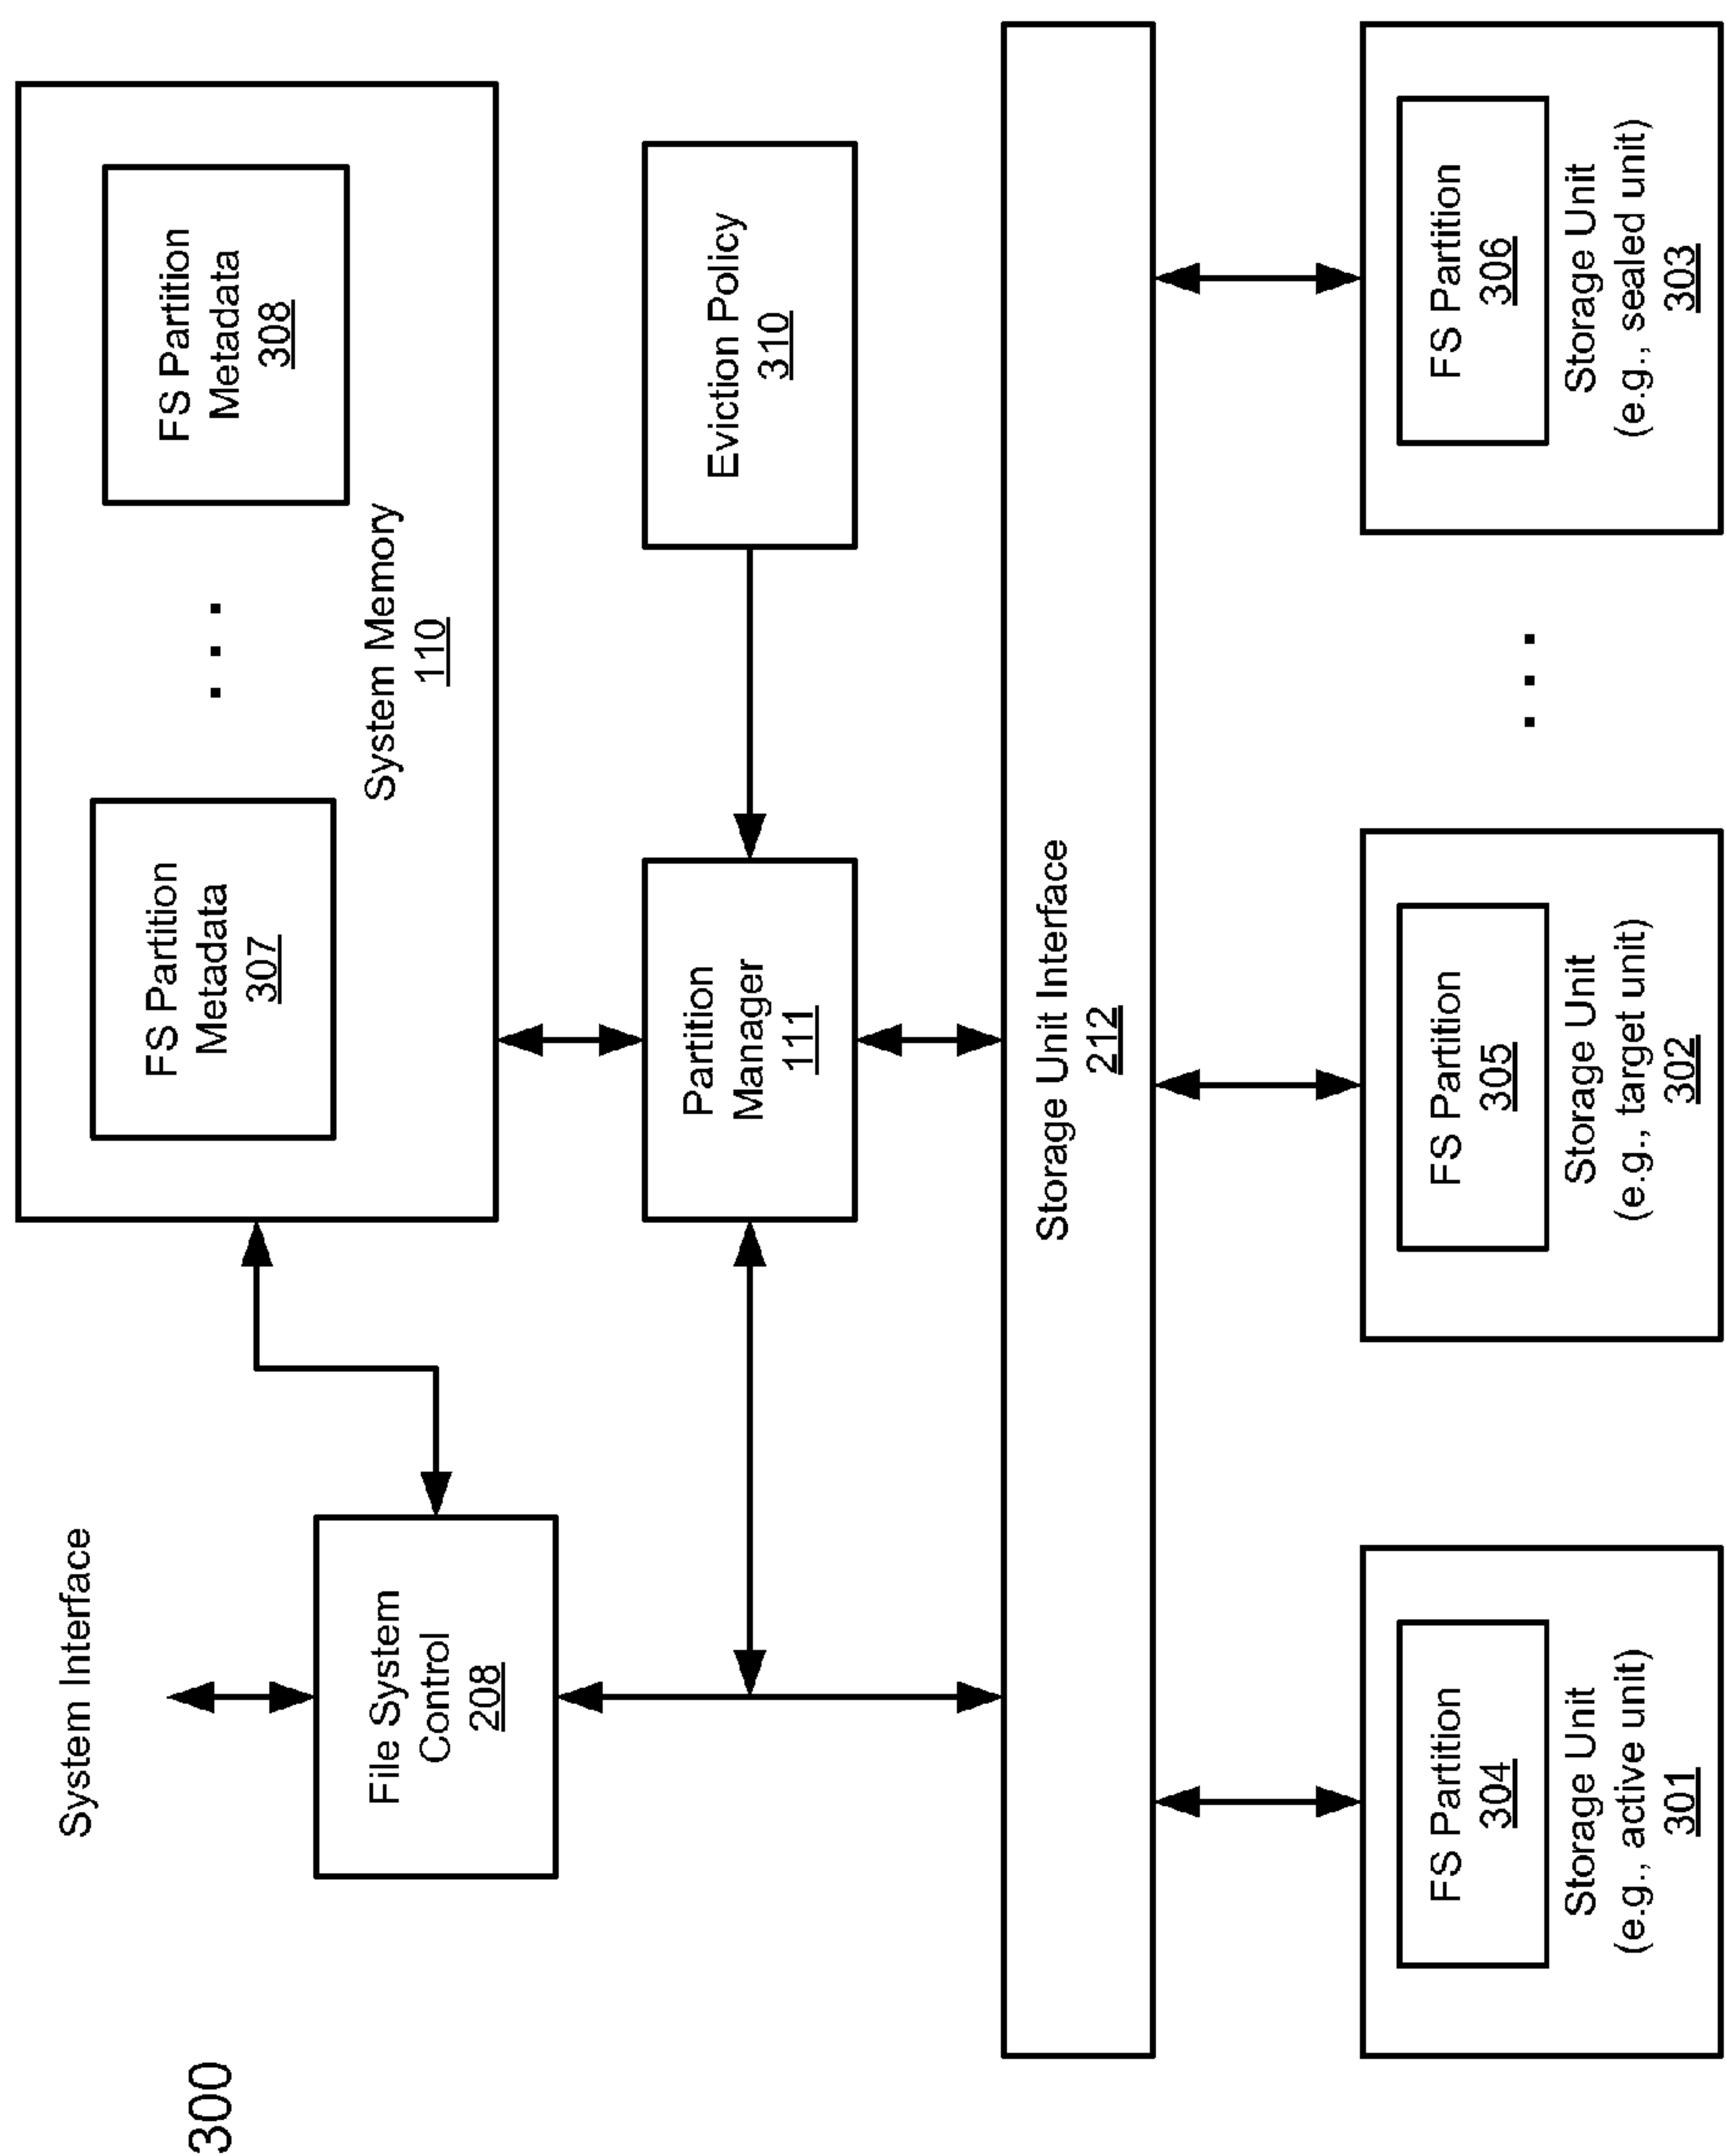 300
System Interface
File System
Control
208
FS Partition
Metadata
307
. . .
FS Partition
Metadata
308
System Memory
110
Partition
Manager
111
Eviction Policy
310
Storage Unit Interface
212
FS Partition
304
Storage Unit
(e.g., active unit)
301
FS Partition
305
Storage Unit
(e.g., target unit)
302
. . .
FS Partition
306
Storage Unit
(e.g., sealed unit)
303